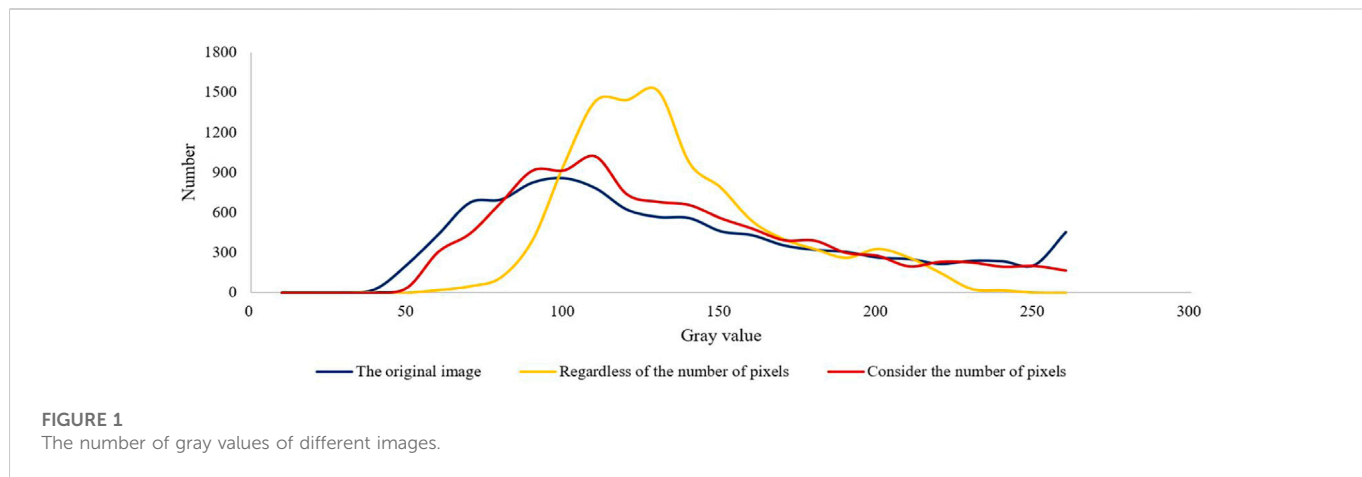 1800
1500
1200
900
600
300
0
Number
0 50 100 150 200 250 300
Gray value
The original image Regardless of the number of pixels Consider the number of pixels
FIGURE 1
The number of gray values of different images.